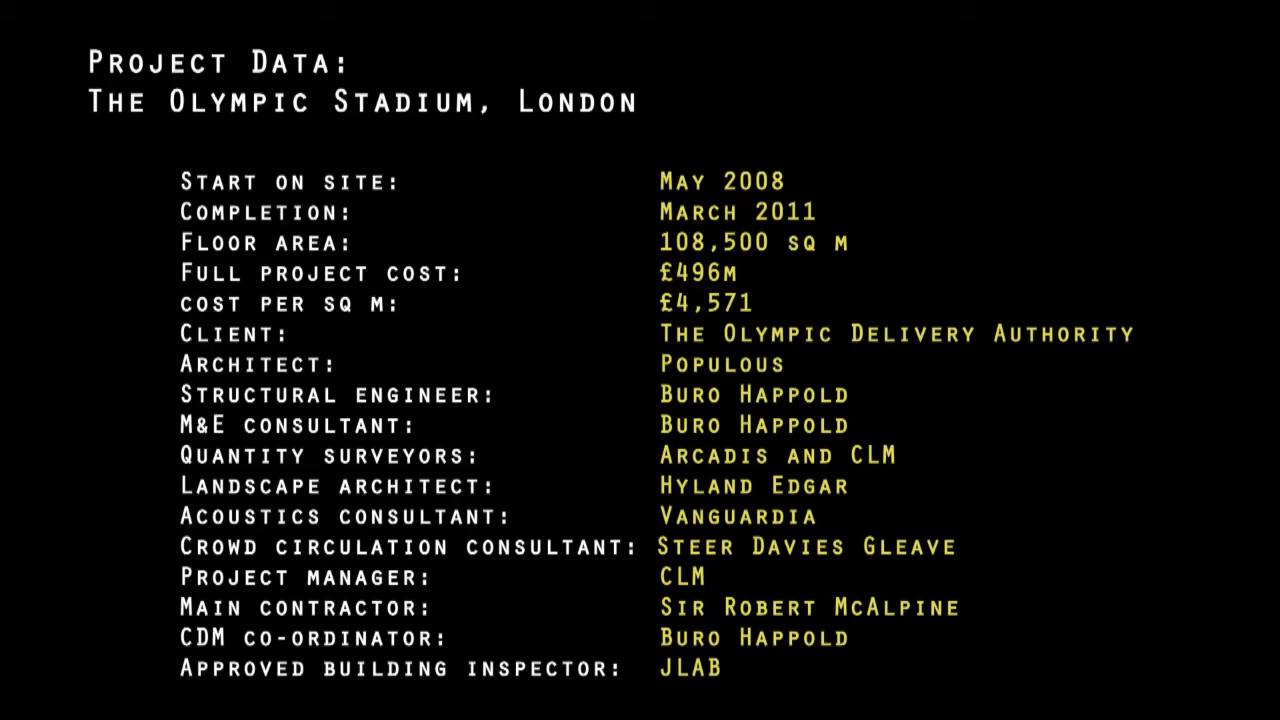 Project Data:
The Olympic Stadium, London
Start on site: May 2008
Completion: March 2011
Floor area: 108,500 sq m
Full project cost: £496m
cost per sq m: £4,571
Client: The Olympic Delivery Authority
Architect: Populous
Structural engineer: Buro Happold
M&E consultant: Buro Happold
Quantity surveyors: Arcadis and CLM
Landscape architect: Hyland Edgar
Acoustics consultant: Vanguardia
Crowd circulation consultant: Steer Davies Gleave
Project manager: CLM
Main contractor: Sir Robert McAlpine
CDM co-ordinator: Buro Happold
Approved building inspector: JLAB